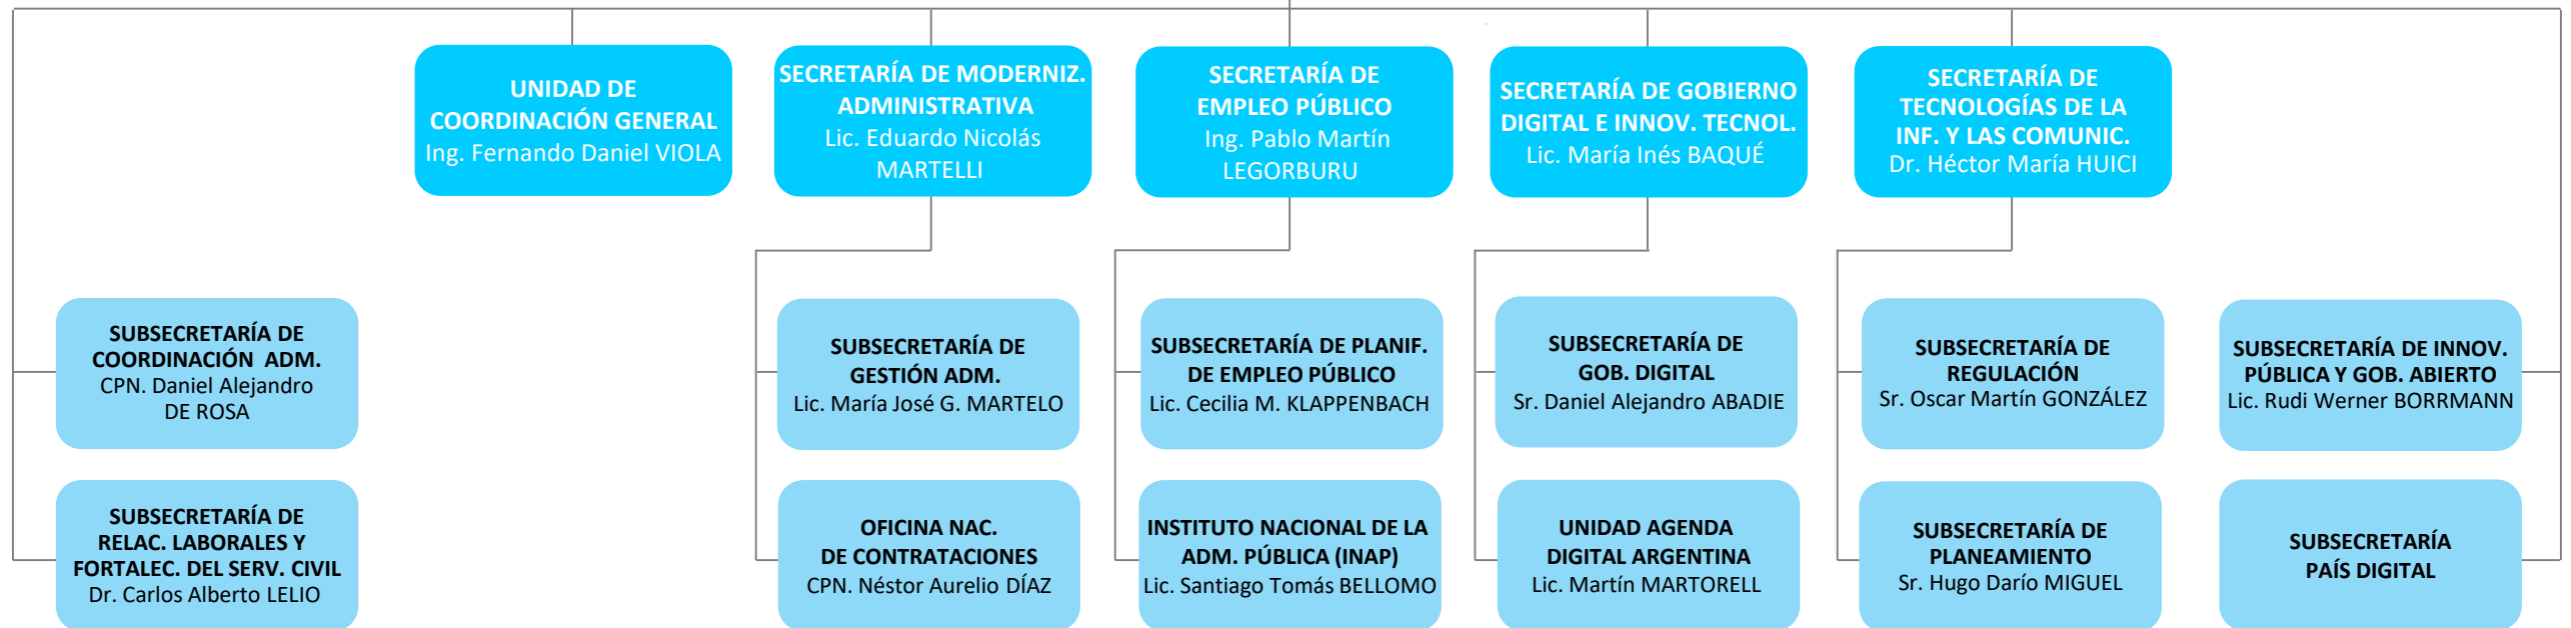 UNIDAD DE
COORDINACIÓN GENERAL
Ing. Fernando Daniel VIOLA
SECRETARÍA DE MODERNIZ.
ADMINISTRATIVA
Lic. Eduardo Nicolás
MARTELLI
SECRETARÍA DE
EMPLEO PÚBLICO
Ing. Pablo Martín
LEGORBURU
SECRETARÍA DE GOBIERNO
DIGITAL E INNOV. TECNOL.
Lic. María Inés BAQUÉ
SECRETARÍA DE
TECNOLOGÍAS DE LA
INF. Y LAS COMUNIC.
Dr. Héctor María HUICI
SUBSECRETARÍA DE
COORDINACIÓN ADM.
CPN. Daniel Alejandro
DE ROSA
SUBSECRETARÍA DE
GESTIÓN ADM.
Lic. María José G. MARTELO
SUBSECRETARÍA DE PLANIF.
DE EMPLEO PÚBLICO
Lic. Cecilia M. KLAPPENBACH
SUBSECRETARÍA DE
GOB. DIGITAL
Sr. Daniel Alejandro ABADIE
SUBSECRETARÍA DE
REGULACIÓN
Sr. Oscar Martín GONZÁLEZ
SUBSECRETARÍA DE INNOV.
PÚBLICA Y GOB. ABIERTO
Lic. Rudi Werner BORRMANN
SUBSECRETARÍA DE
RELAC. LABORALES Y
FORTALEC. DEL SERV. CIVIL
Dr. Carlos Alberto LELIO
OFICINA NAC.
DE CONTRATACIONES
CPN. Néstor Aurelio DÍAZ
INSTITUTO NACIONAL DE LA
ADM. PÚBLICA (INAP)
Lic. Santiago Tomás BELLOMO
UNIDAD AGENDA
DIGITAL ARGENTINA
Lic. Martín MARTORELL
SUBSECRETARÍA DE
PLANEAMIENTO
Sr. Hugo Darío MIGUEL
SUBSECRETARÍA
PAÍS DIGITAL